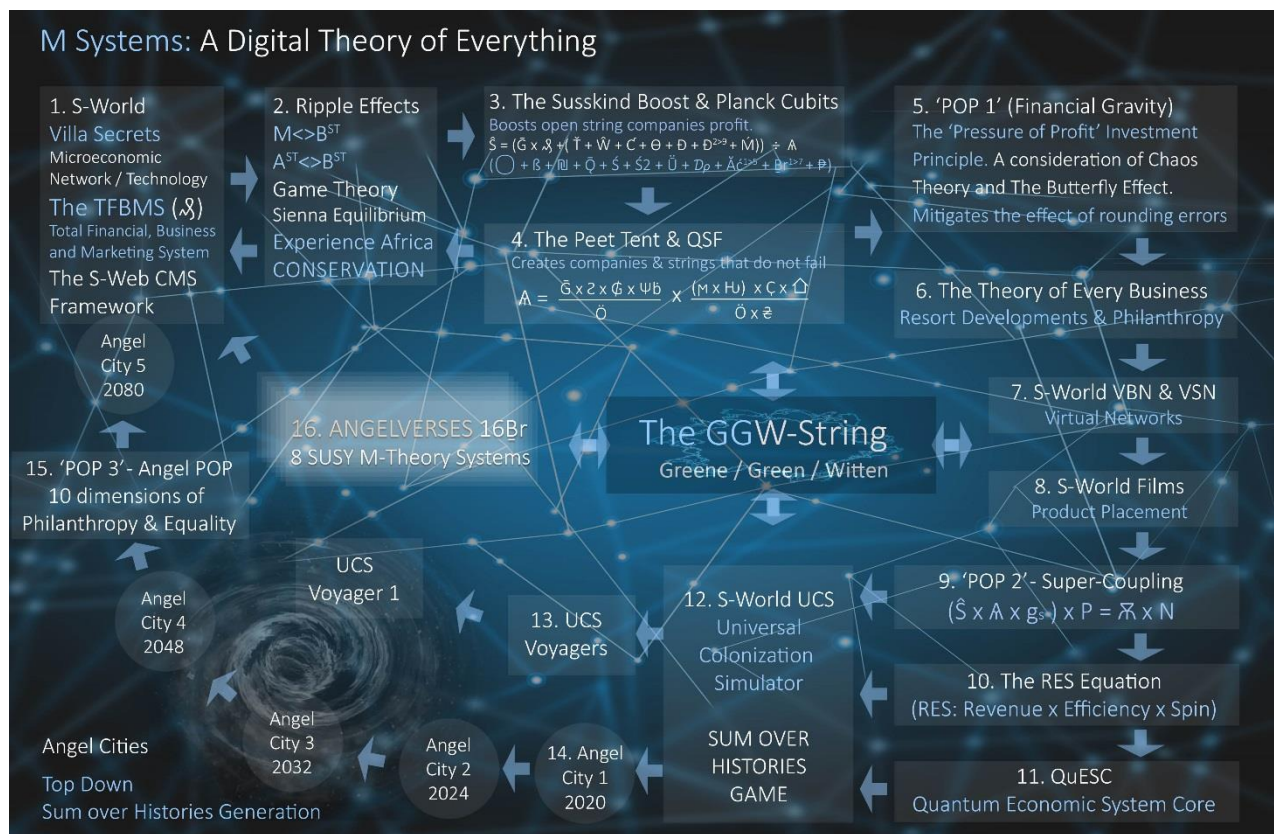 M Systems: A Digital Theory of Everything
1. S-World
Villa Secrets
Microeconomic
Network / Technology
The TFBMS
Total Financial, Business
and Marketing System
The S-Web CMS
Framework
2. Ripple Effects
M<>Bˢᵀ
Aˢᵀ<>Bˢᵀ
Game Theory
Sienna Equilibrium
Experience Africa
CONSERVATION
3. The Susskind Boost & Planck Cubits
Boosts open string companies profit.
4. The Peet Tent & QSF
Creates companies & strings that do not fail
5. ‘POP 1’ (Financial Gravity)
The ‘Pressure of Profit’ Investment
Principle. A consideration of Chaos
Theory and The Butterfly Effect.
Mitigates the effect of rounding errors
6. The Theory of Every Business
Resort Developments & Philanthropy
7. S-World VBN & VSN
Virtual Networks
8. S-World Films
Product Placement
9. ‘POP 2’- Super-Coupling
10. The RES Equation
(RES: Revenue x Efficiency x Spin)
11. QuESC
Quantum Economic System Core
The GGW-String
Greene / Green / Witten
12. S-World UCS
Universal
Colonization
Simulator
SUM OVER
HISTORIES
GAME
13. UCS
Voyagers
UCS
Voyager 1
14. Angel
City 1
2020
Angel
City 2
2024
Angel
City 3
2032
Angel
City 4
2048
15. ‘POP 3’- Angel POP
10 dimensions of
Philanthropy & Equality
Angel
City 5
2080
16. ANGELVERSES 16Br
8 SUSY M-Theory Systems
Angel Cities
Top Down
Sum over Histories Generation